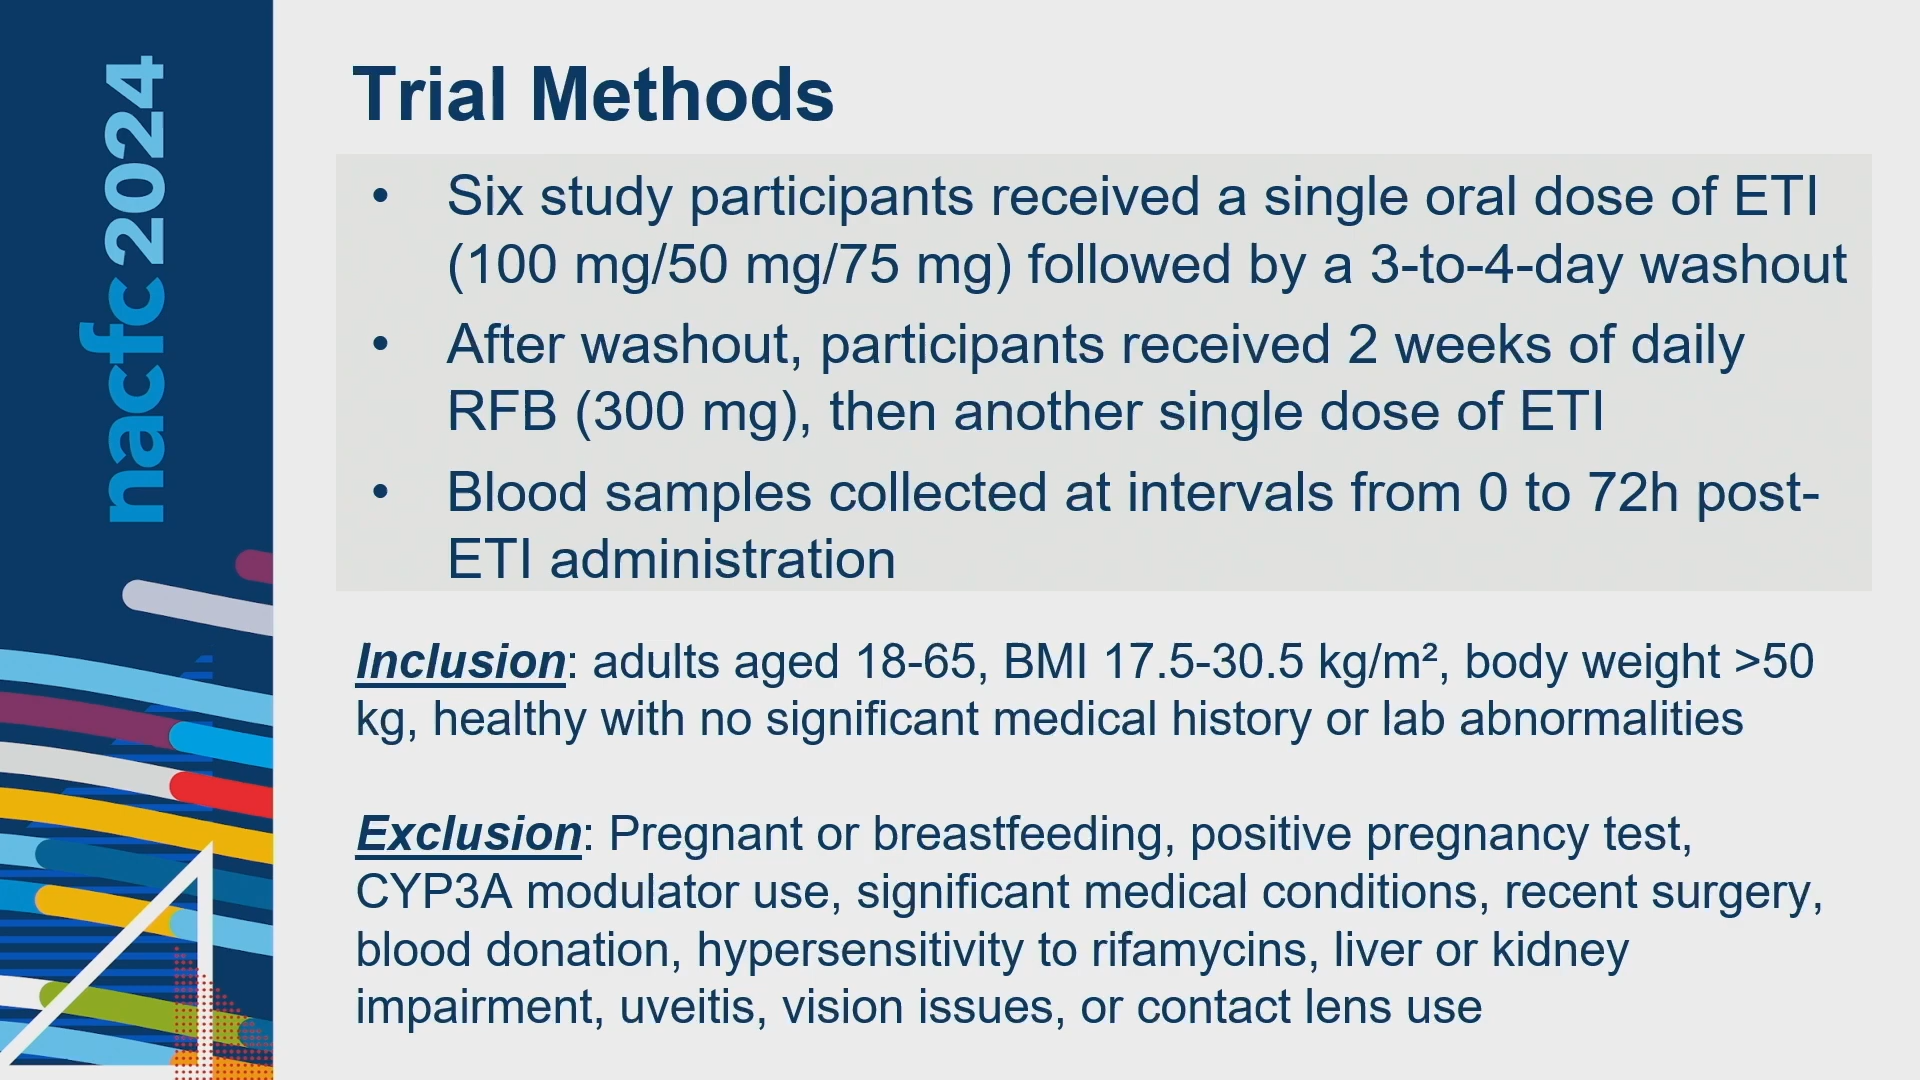 nacfc 2024
Trial Methods
• Six study participants received a single oral dose of ETI
(100 mg/50 mg/75 mg) followed by a 3-to-4-day washout
• After washout, participants received 2 weeks of daily
RFB (300 mg), then another single dose of ETI
• Blood samples collected at intervals from 0 to 72h post-
ETI administration
Inclusion: adults aged 18-65, BMI 17.5-30.5 kg/m², body weight >50
kg, healthy with no significant medical history or lab abnormalities
Exclusion: Pregnant or breastfeeding, positive pregnancy test,
CYP3A modulator use, significant medical conditions, recent surgery,
blood donation, hypersensitivity to rifamycins, liver or kidney
impairment, uveitis, vision issues, or contact lens use